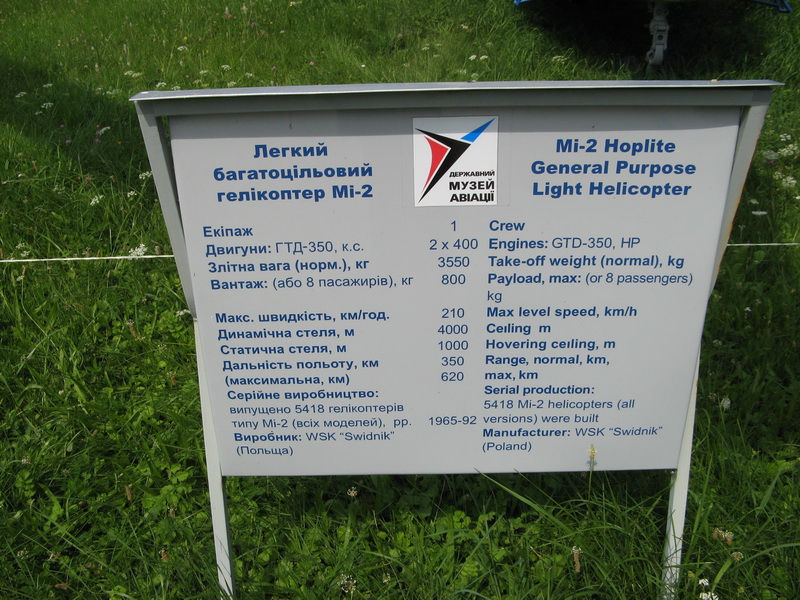 Легкий
багатоцільовий
гелікоптер Мі-2
ДЕРЖАВНИЙ
МУЗЕЙ
АВІАЦІЇ
Mi-2 Hoplite
General Purpose
Light Helicopter
Екіпаж 1 Crew
Двигуни: ГТД-350, к.с. 2 x 400 Engines: GTD-350, HP
Злітна вага (норм.), кг 3550 Take-off weight (normal), kg
Вантаж: (або 8 пасажирів), кг 800 Payload, max: (or 8 passengers)
kg
Макс. швидкість, км/год. 210 Max level speed, km/h
Динамічна стеля, м 4000 Ceiling m
Статична стеля, м 1000 Hovering ceiling, m
Дальність польоту, км 350 Range, normal, km,
(максимальна, км) 620 max, km
Серійне виробництво: Serial production:
випущено 5418 гелікоптерів 5418 Mi-2 helicopters (all
типу Мі-2 (всіх моделей), рр. 1965-92 versions) were built
Виробник: WSK “Swidnik” Manufacturer: WSK “Swidnik”
(Польща) (Poland)